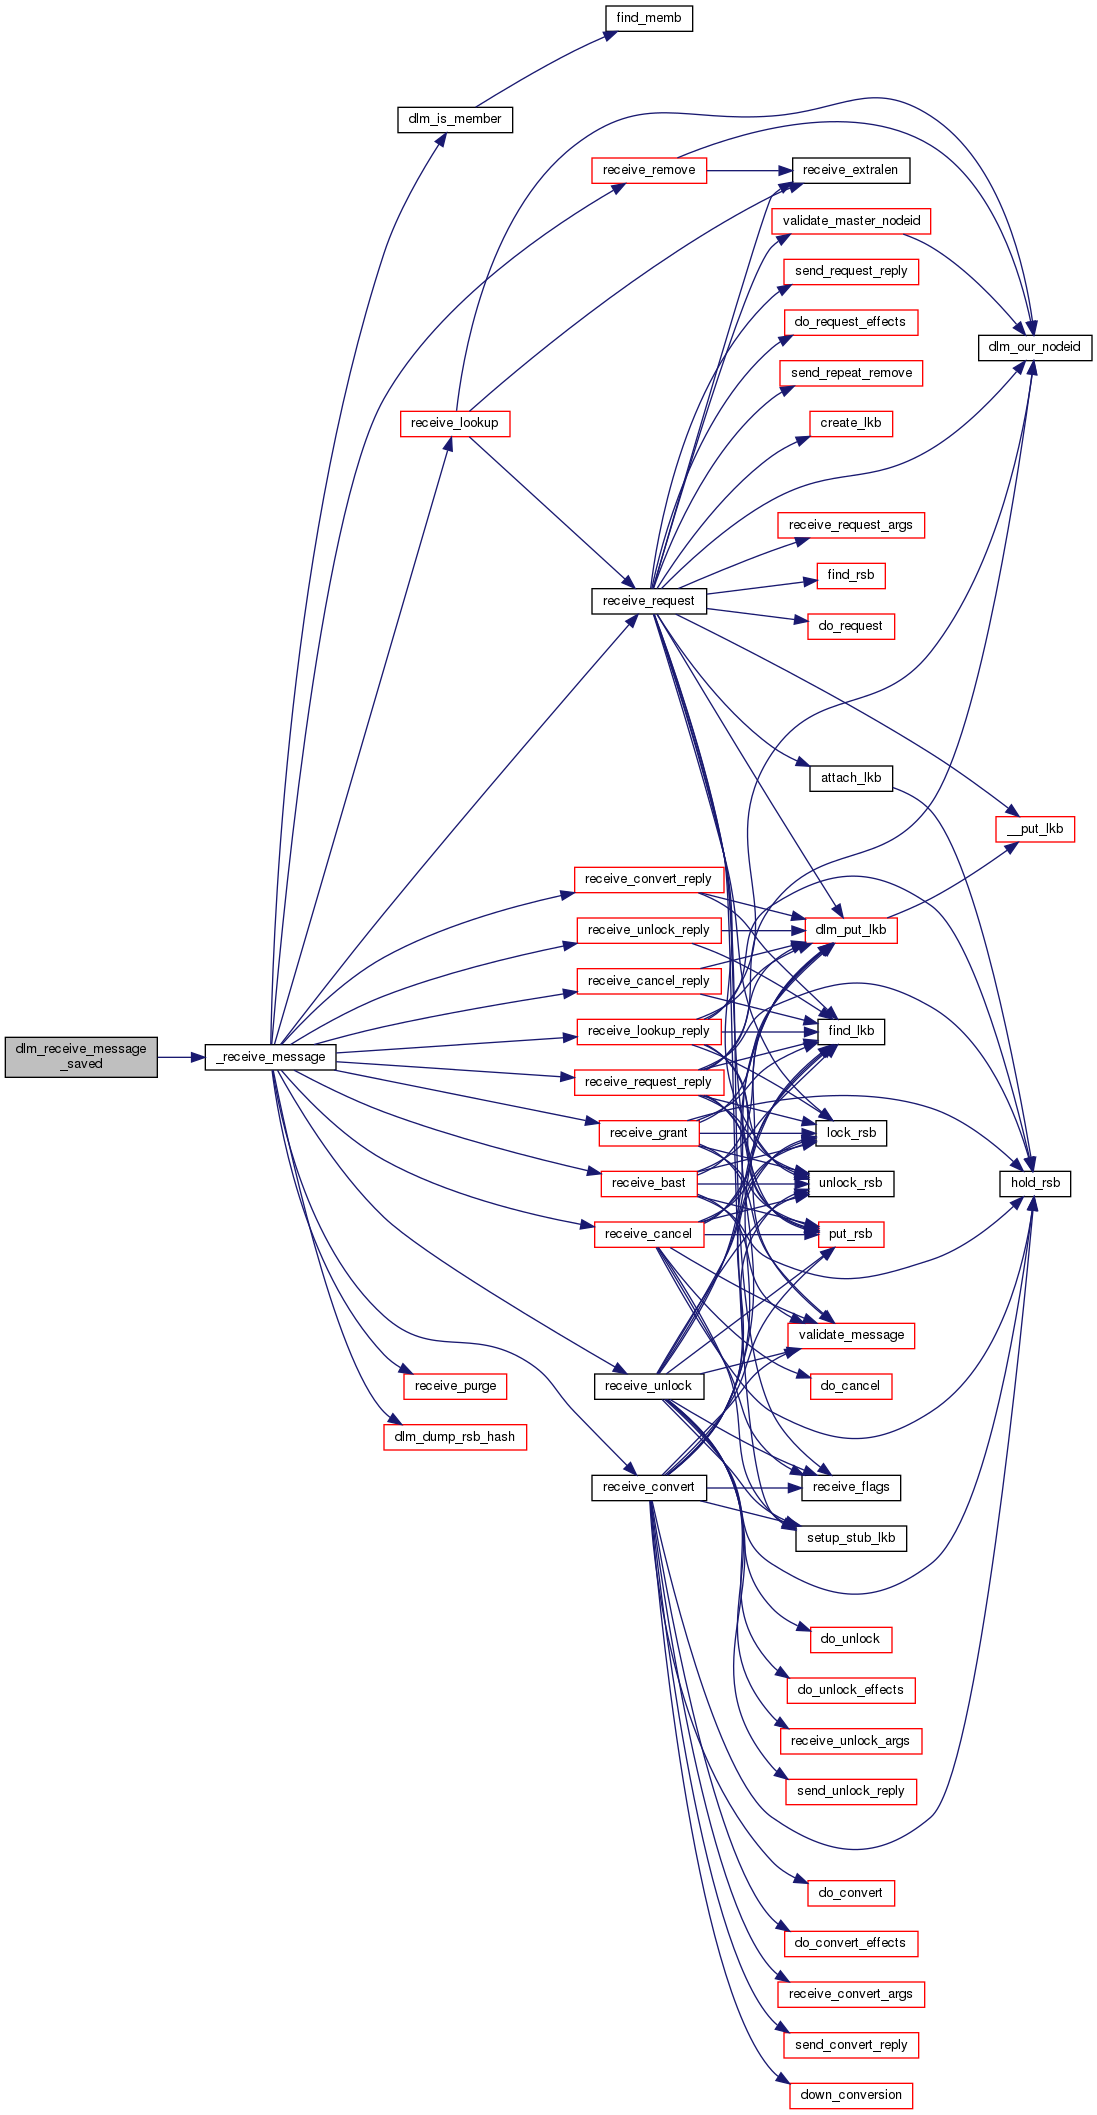 find_memb
dlm_is_member
receive_remove
receive_extralen
validate_master_nodeid
send_request_reply
do_request_effects
dlm_our_nodeid
send_repeat_remove
receive_lookup
create_lkb
receive_request_args
find_rsb
receive_request
do_request
attach_lkb
__put_lkb
receive_convert_reply
receive_unlock_reply
dlm_put_lkb
receive_cancel_reply
receive_lookup_reply
find_lkb
dlm_receive_message
_saved
_receive_message
receive_request_reply
receive_grant
lock_rsb
receive_bast
unlock_rsb
hold_rsb
receive_cancel
put_rsb
validate_message
receive_purge
receive_unlock
do_cancel
dlm_dump_rsb_hash
receive_convert
receive_flags
setup_stub_lkb
do_unlock
do_unlock_effects
receive_unlock_args
send_unlock_reply
do_convert
do_convert_effects
receive_convert_args
send_convert_reply
down_conversion